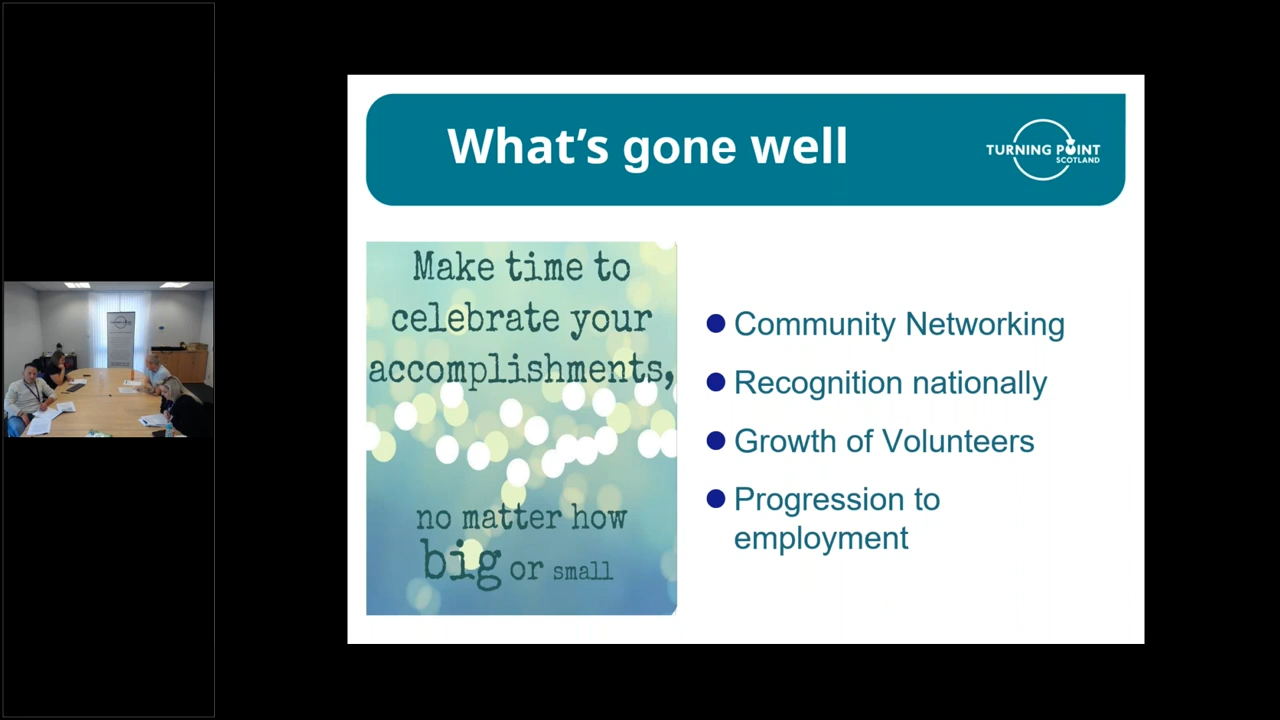 What's gone well
TURNING POINT
SCOTLAND
Make time to
celebrate your
accomplishments,
no matter how
big or small
Community Networking
Recognition nationally
Growth of Volunteers
Progression to
employment